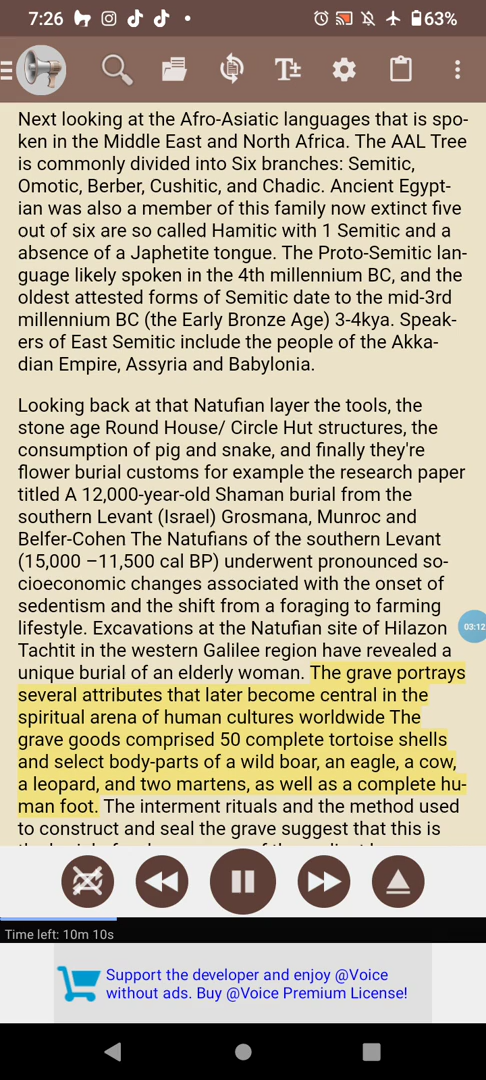 7:26
63%
T±
Next looking at the Afro-Asiatic languages that is spo-
ken in the Middle East and North Africa. The AAL Tree
is commonly divided into Six branches: Semitic,
Omotic, Berber, Cushitic, and Chadic. Ancient Egypt-
ian was also a member of this family now extinct five
out of six are so called Hamitic with 1 Semitic and a
absence of a Japhetite tongue. The Proto-Semitic lan-
guage likely spoken in the 4th millennium BC, and the
oldest attested forms of Semitic date to the mid-3rd
millennium BC (the Early Bronze Age) 3-4kya. Speak-
ers of East Semitic include the people of the Akka-
dian Empire, Assyria and Babylonia.
Looking back at that Natufian layer the tools, the
stone age Round House/ Circle Hut structures, the
consumption of pig and snake, and finally they're
flower burial customs for example the research paper
titled A 12,000-year-old Shaman burial from the
southern Levant (Israel) Grosmana, Munroc and
Belfer-Cohen The Natufians of the southern Levant
(15,000 –11,500 cal BP) underwent pronounced so-
cioeconomic changes associated with the onset of
sedentism and the shift from a foraging to farming
lifestyle. Excavations at the Natufian site of Hilazon
03:12
Tachtit in the western Galilee region have revealed a
unique burial of an elderly woman. The grave portrays
several attributes that later become central in the
spiritual arena of human cultures worldwide The
grave goods comprised 50 complete tortoise shells
and select body-parts of a wild boar, an eagle, a cow,
a leopard, and two martens, as well as a complete hu-
man foot. The interment rituals and the method used
to construct and seal the grave suggest that this is
Time left: 10m 10s
Support the developer and enjoy @Voice
without ads. Buy @Voice Premium License!